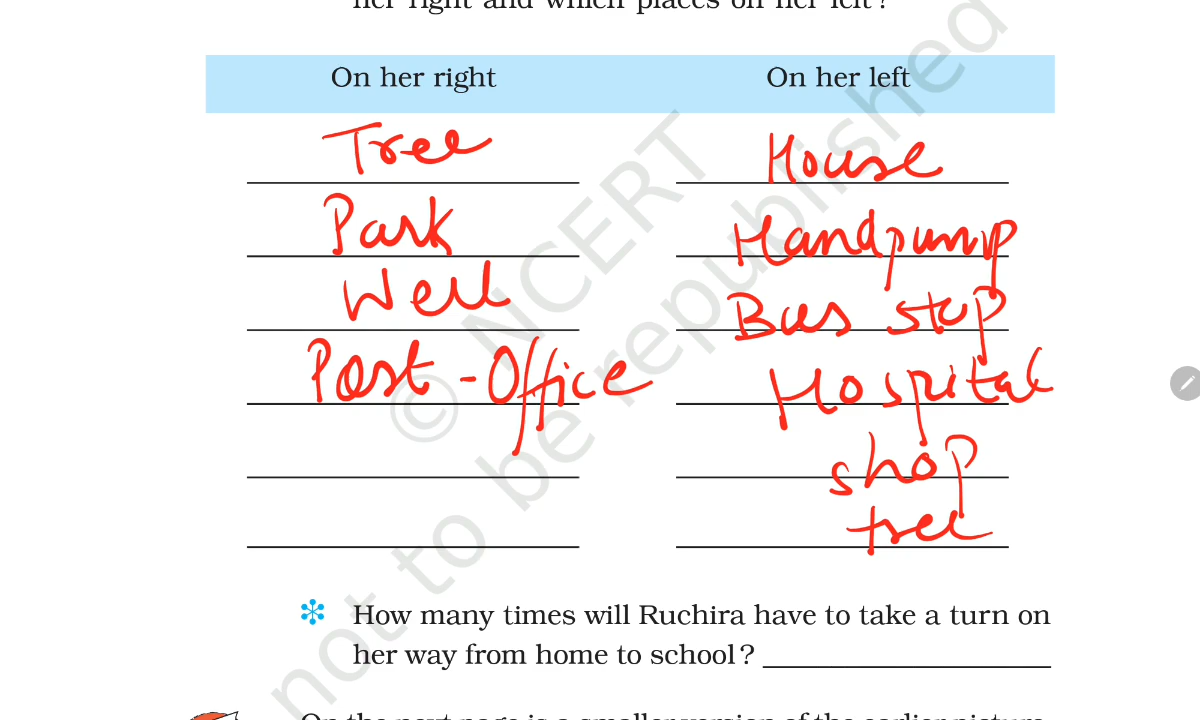 her right and which places on her left?
On her right On her left
Tree House
Park Handpump
Well Bus stop
Post-Office Hospital
shop
tree
How many times will Ruchira have to take a turn on
her way from home to school?
On the next page is a smaller version of the earlier picture
© NCERT
not to be republished